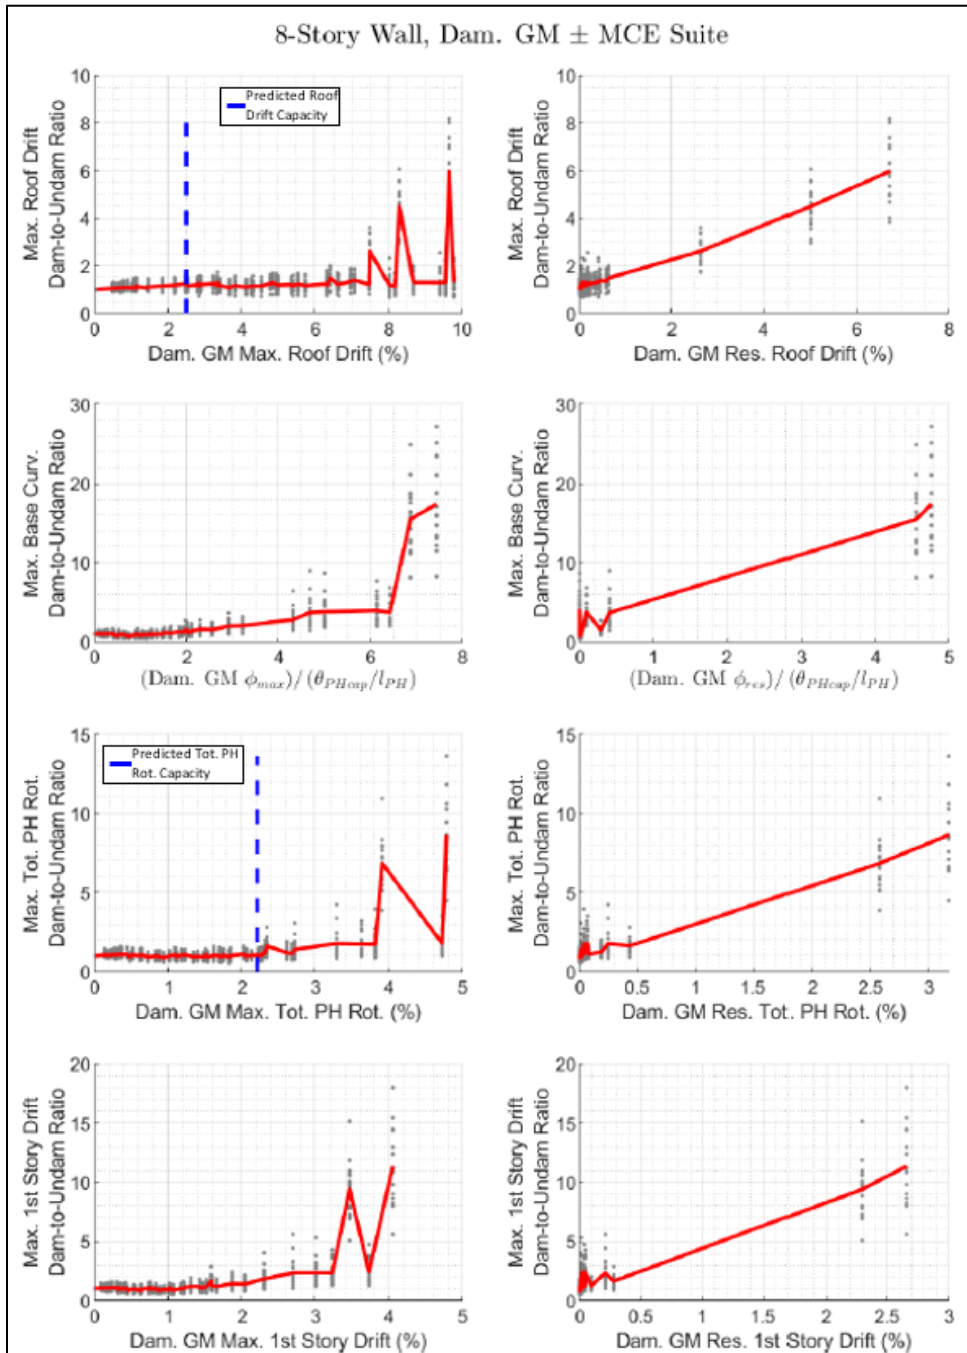 8-Story Wall, Dam. GM ± MCE Suite
Max. Roof Drift
Dam-to-Undam Ratio
10
8
6
4
2
0
Predicted Roof
Drift Capacity
0 2 4 6 8 10
Dam. GM Max. Roof Drift (%)
Max. Roof Drift
Dam-to-Undam Ratio
10
8
6
4
2
0
0 2 4 6 8
Dam. GM Res. Roof Drift (%)
Max. Base Curv.
Dam-to-Undam Ratio
30
20
10
0
0 2 4 6 8
(Dam. GM ϕmax)/(θPHcap/lPH)
Max. Base Curv.
Dam-to-Undam Ratio
30
20
10
0
0 1 2 3 4 5
(Dam. GM ϕres)/(θPHcap/lPH)
Max. Tot. PH Rot.
Dam-to-Undam Ratio
15
10
5
0
Predicted Tot. PH
Rot. Capacity
0 1 2 3 4 5
Dam. GM Max. Tot. PH Rot. (%)
Max. Tot. PH Rot.
Dam-to-Undam Ratio
15
10
5
0
0 0.5 1 1.5 2 2.5 3
Dam. GM Res. Tot. PH Rot. (%)
Max. 1st Story Drift
Dam-to-Undam Ratio
20
15
10
5
0
0 1 2 3 4 5
Dam. GM Max. 1st Story Drift (%)
Max. 1st Story Drift
Dam-to-Undam Ratio
20
15
10
5
0
0 0.5 1 1.5 2 2.5 3
Dam. GM Res. 1st Story Drift (%)